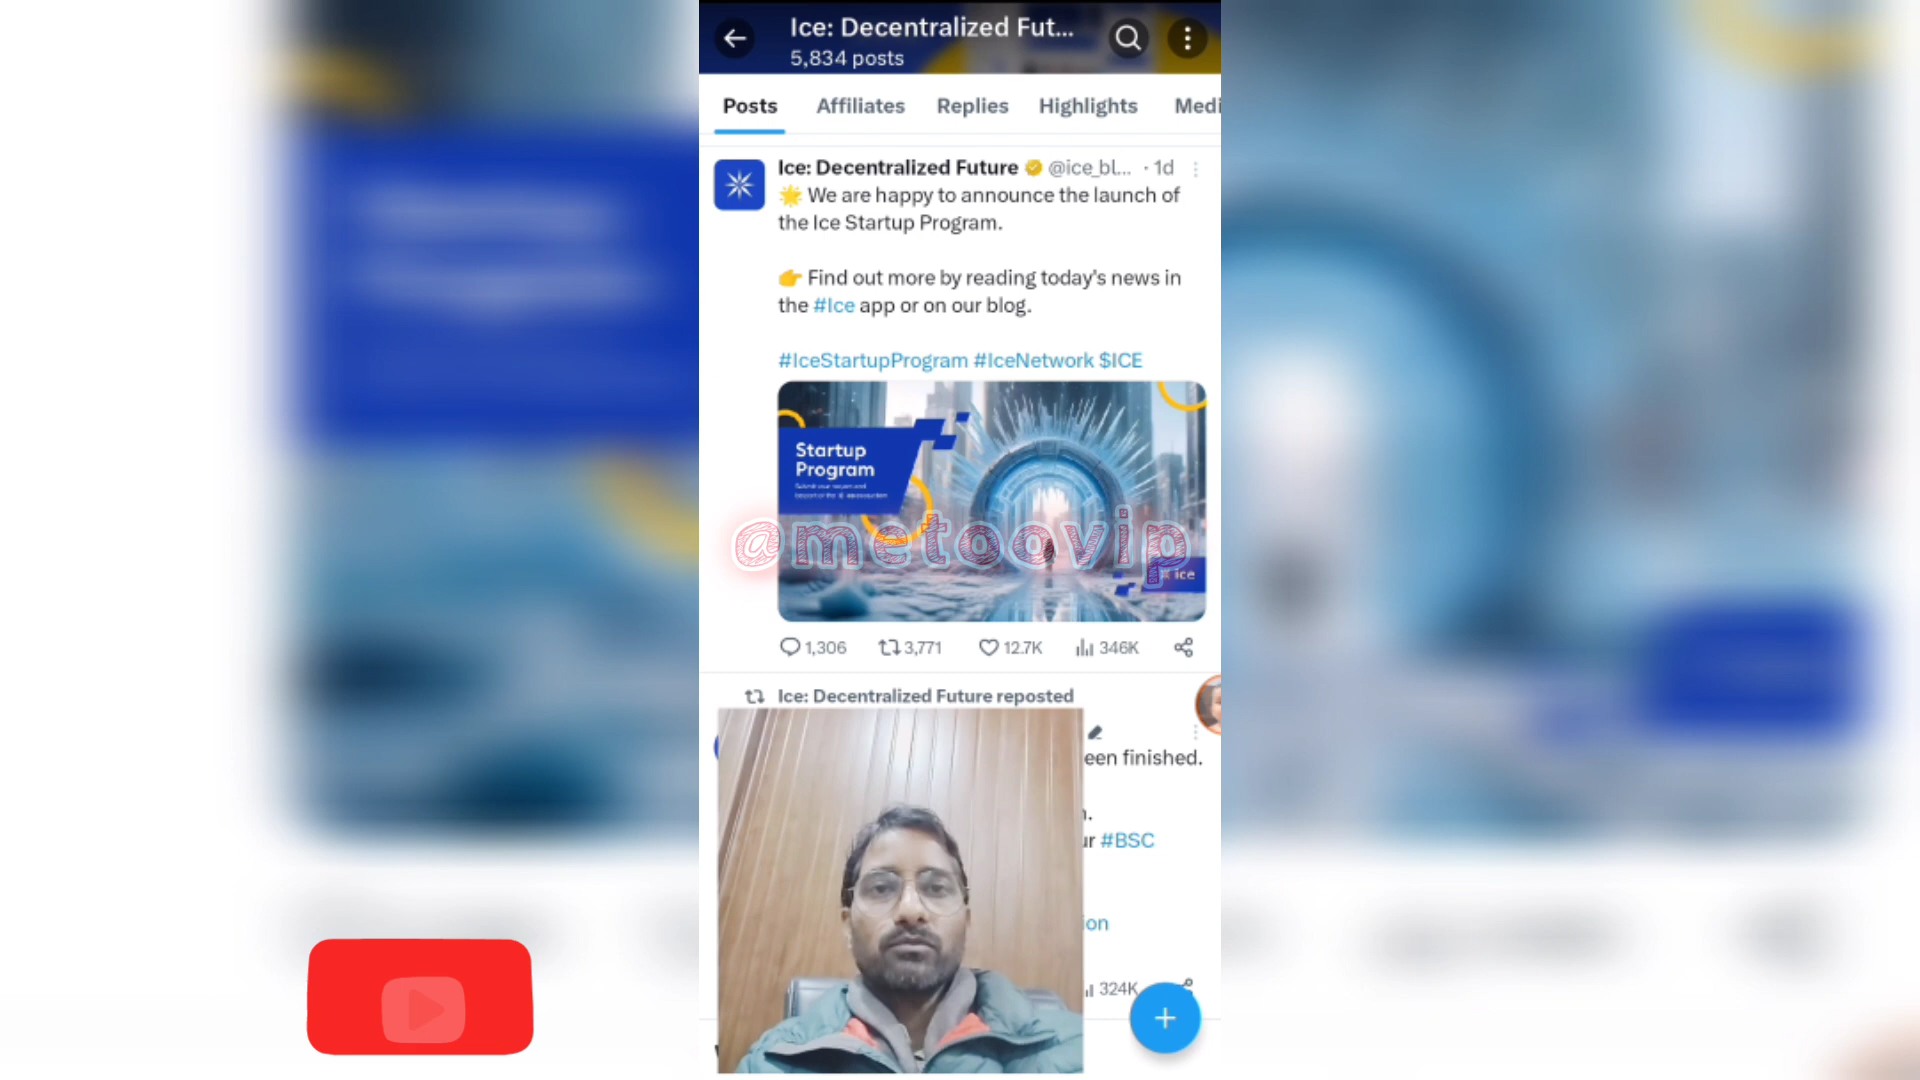 Ice: Decentralized Fut...
5,834 posts
Posts Affiliates Replies Highlights Medi
Ice: Decentralized Future @ice_bl... · 1d
🌟 We are happy to announce the launch of
the Ice Startup Program.
👉 Find out more by reading today's news in
the #Ice app or on our blog.
#IceStartupProgram #IceNetwork $ICE
Startup
Program
@metoovip
ice
1,306 3,771 12.7K 346K
Ice: Decentralized Future reposted
een finished.
n.
ur #BSC
ion
324K